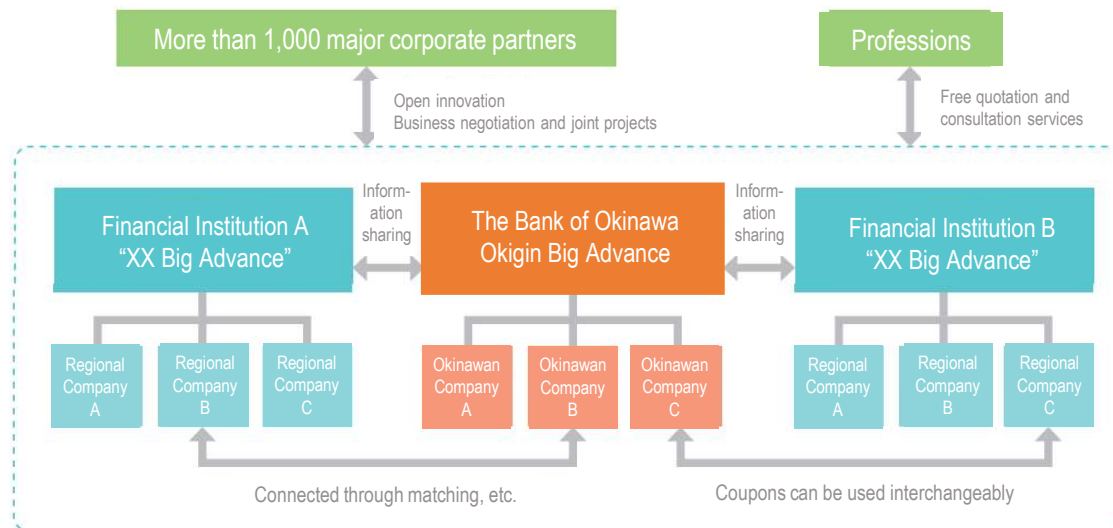 More than 1,000 major corporate partners
Professions
Open innovation
Business negotiation and joint projects
Free quotation and
consultation services
Financial Institution A
“XX Big Advance”
Inform-
ation
sharing
The Bank of Okinawa
Okigin Big Advance
Inform-
ation
sharing
Financial Institution B
“XX Big Advance”
Regional
Company
A
Regional
Company
B
Regional
Company
C
Okinawan
Company
A
Okinawan
Company
B
Okinawan
Company
C
Regional
Company
A
Regional
Company
B
Regional
Company
C
Connected through matching, etc.
Coupons can be used interchangeably